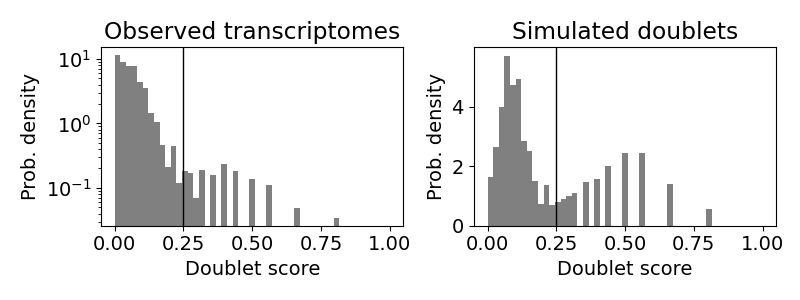 Observed transcriptomes
Prob. density
10¹
10⁰
10⁻¹
0.00 0.25 0.50 0.75 1.00
Doublet score
Simulated doublets
Prob. density
4
2
0
0.00 0.25 0.50 0.75 1.00
Doublet score